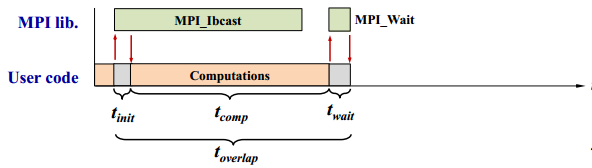 MPI lib.
MPI_Ibcast
MPI_Wait
User code
Computations
t_init
t_comp
t_wait
t_overlap